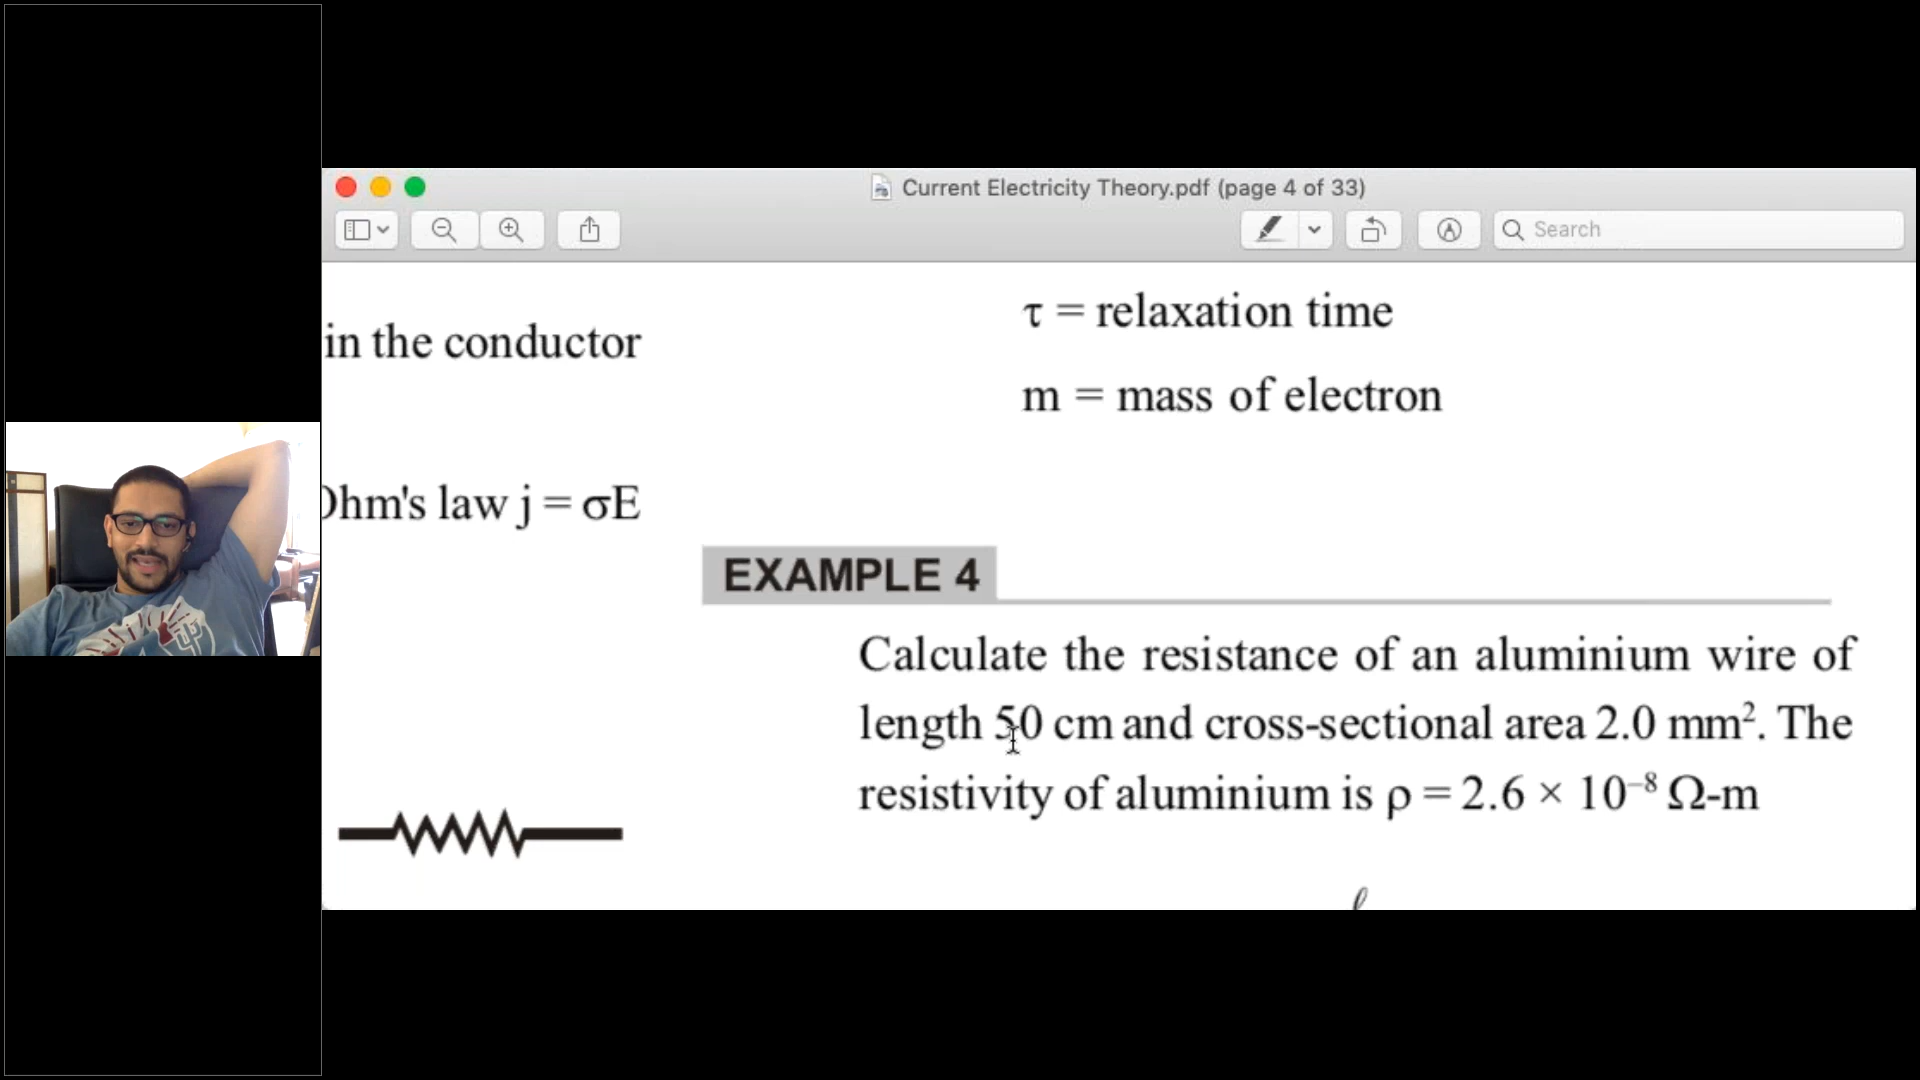 Current Electricity Theory.pdf (page 4 of 33)
Search
in the conductor
Ohm's law j = σE
τ = relaxation time
m = mass of electron
EXAMPLE 4
Calculate the resistance of an aluminium wire of
length 50 cm and cross-sectional area 2.0 mm². The
resistivity of aluminium is ρ = 2.6 × 10⁻⁸ Ω-m